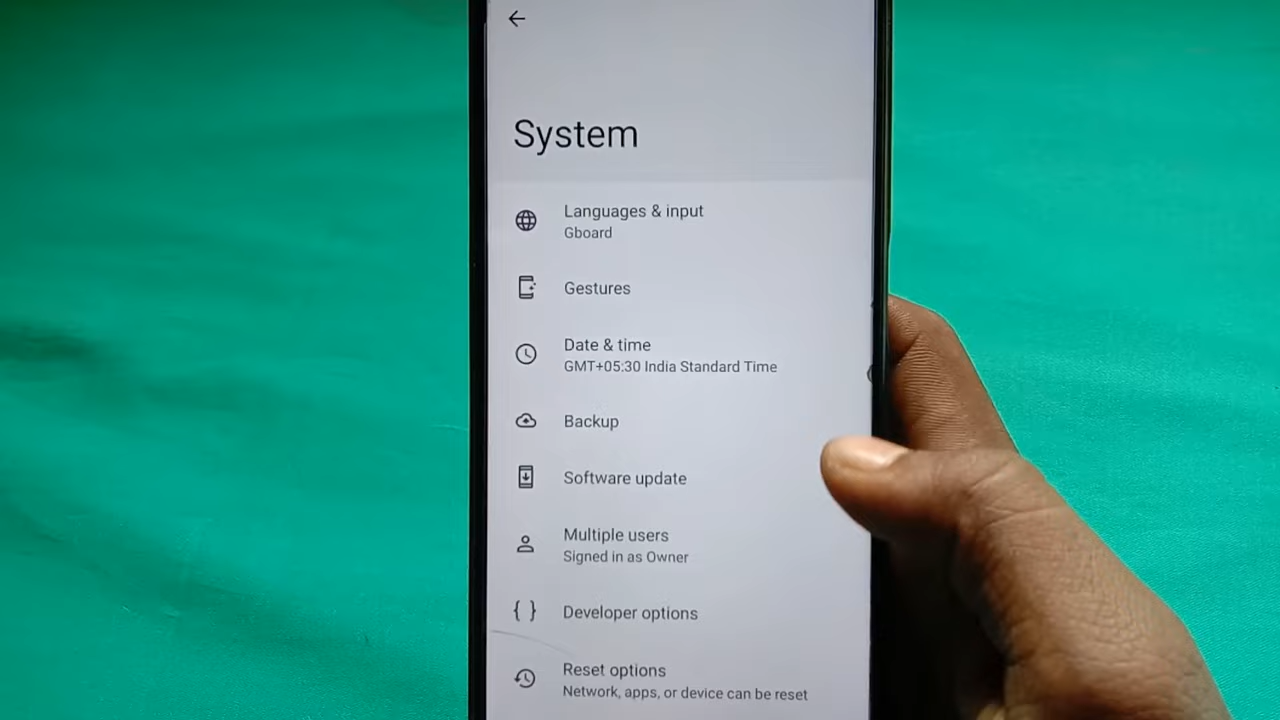 System
Languages & input
Gboard
Gestures
Date & time
GMT+05:30 India Standard Time
Backup
Software update
Multiple users
Signed in as Owner
Developer options
Reset options
Network, apps, or device can be reset